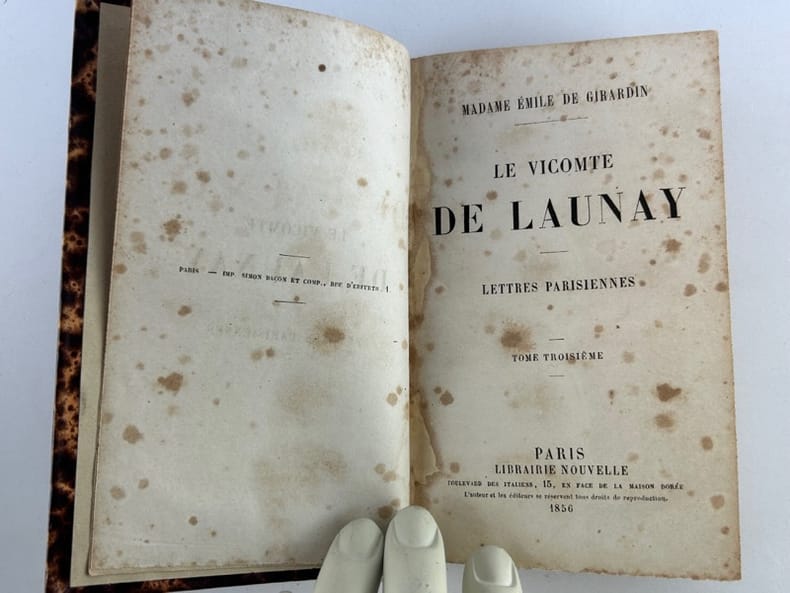 PARIS — IMP. SIMON BACON ET COMP., RUE D'ERFURTH, 1.
MADAME ÉMILE DE GIRARDIN
LE VICOMTE
DE LAUNAY
LETTRES PARISIENNES
TOME TROISIÈME
PARIS
LIBRAIRIE NOUVELLE
BOULEVARD DES ITALIENS, 15, EN FACE DE LA MAISON DORÉE
L'auteur et les éditeurs se réservent tous droits de reproduction.
1856